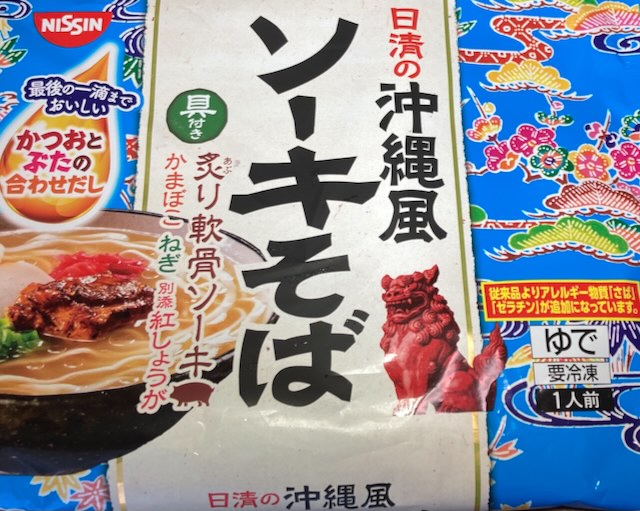 NISSIN
最後の一滴まで
おいしい
かつおと
ぶたの
合わせだし
日清の沖縄風
ソーキそば
具付き
炙り軟骨ソーキ
あぶ
かまぼこ ねぎ 別添 紅しょうが
従来品よりアレルギー物質「さば」
「ゼラチン」が追加になっています。
ゆで
要冷凍
1人前
日清の沖縄風